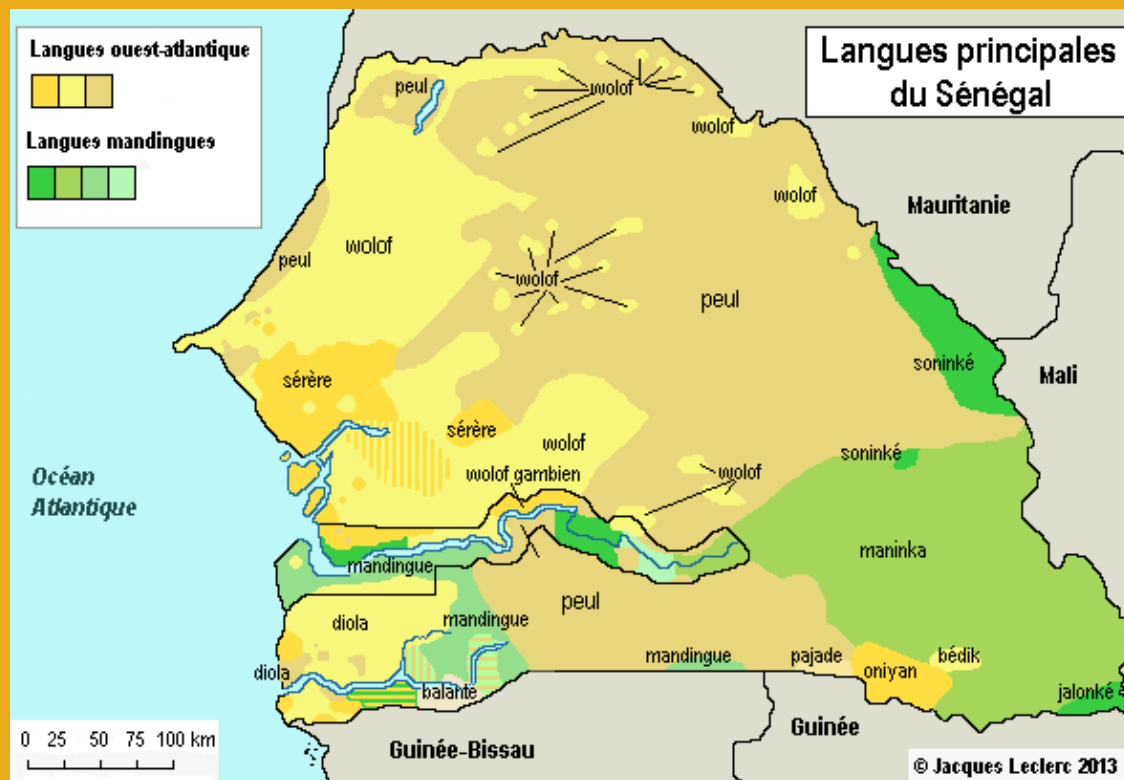 Langues ouest-atlantique
Langues mandingues
Langues principales
du Sénégal
peul
wolof
wolof
wolof
Mauritanie
peul
wolof
wolof
peul
soninké
Mali
sérère
sérère
wolof
soninké
wolof
wolof gambien
Océan
Atlantique
maninka
mandingue
peul
diola
mandingue
diola
balante
mandingue
pajade
oniyan
bédik
jalonké
Guinée
Guinée-Bissau
0 25 50 75 100 km
© Jacques Leclerc 2013